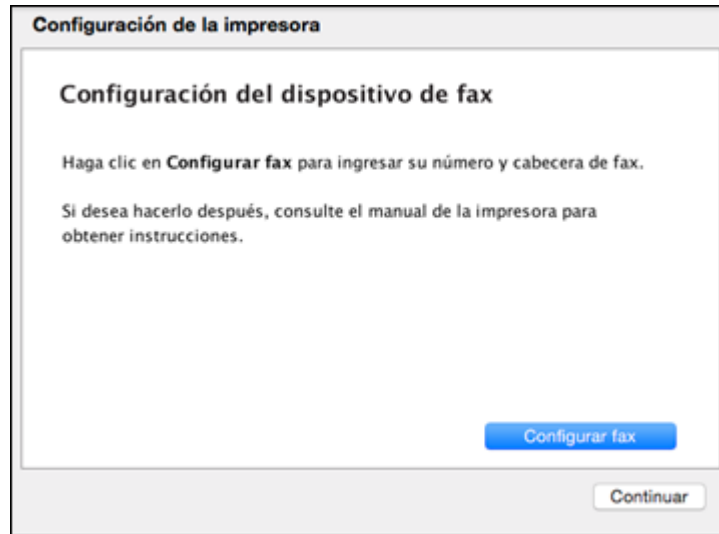 Configuración de la impresora
Configuración del dispositivo de fax
Haga clic en Configurar fax para ingresar su número y cabecera de fax.
Si desea hacerlo después, consulte el manual de la impresora para
obtener instrucciones.
Configurar fax
Continuar